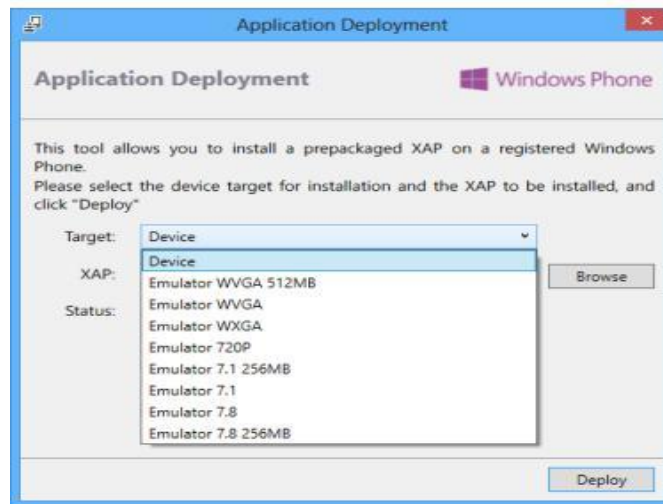 Application Deployment
Application Deployment
Windows Phone
This tool allows you to install a prepackaged XAP on a registered Windows
Phone.
Please select the device target for installation and the XAP to be installed, and
click "Deploy"
Target:
Device
Device
XAP:
Emulator WVGA 512MB
Browse
Emulator WVGA
Status:
Emulator WXGA
Emulator 720P
Emulator 7.1 256MB
Emulator 7.1
Emulator 7.8
Emulator 7.8 256MB
Deploy